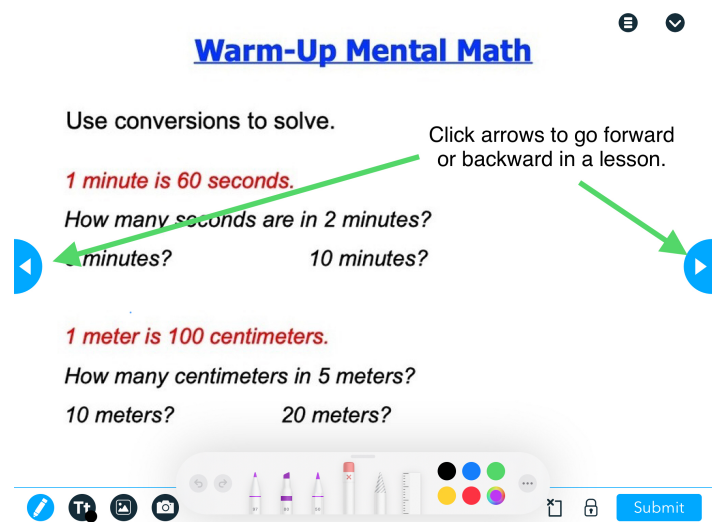 Warm-Up Mental Math
Use conversions to solve.
Click arrows to go forward
or backward in a lesson.
1 minute is 60 seconds.
How many seconds are in 2 minutes?
minutes? 10 minutes?
1 meter is 100 centimeters.
How many centimeters in 5 meters?
10 meters? 20 meters?
Submit